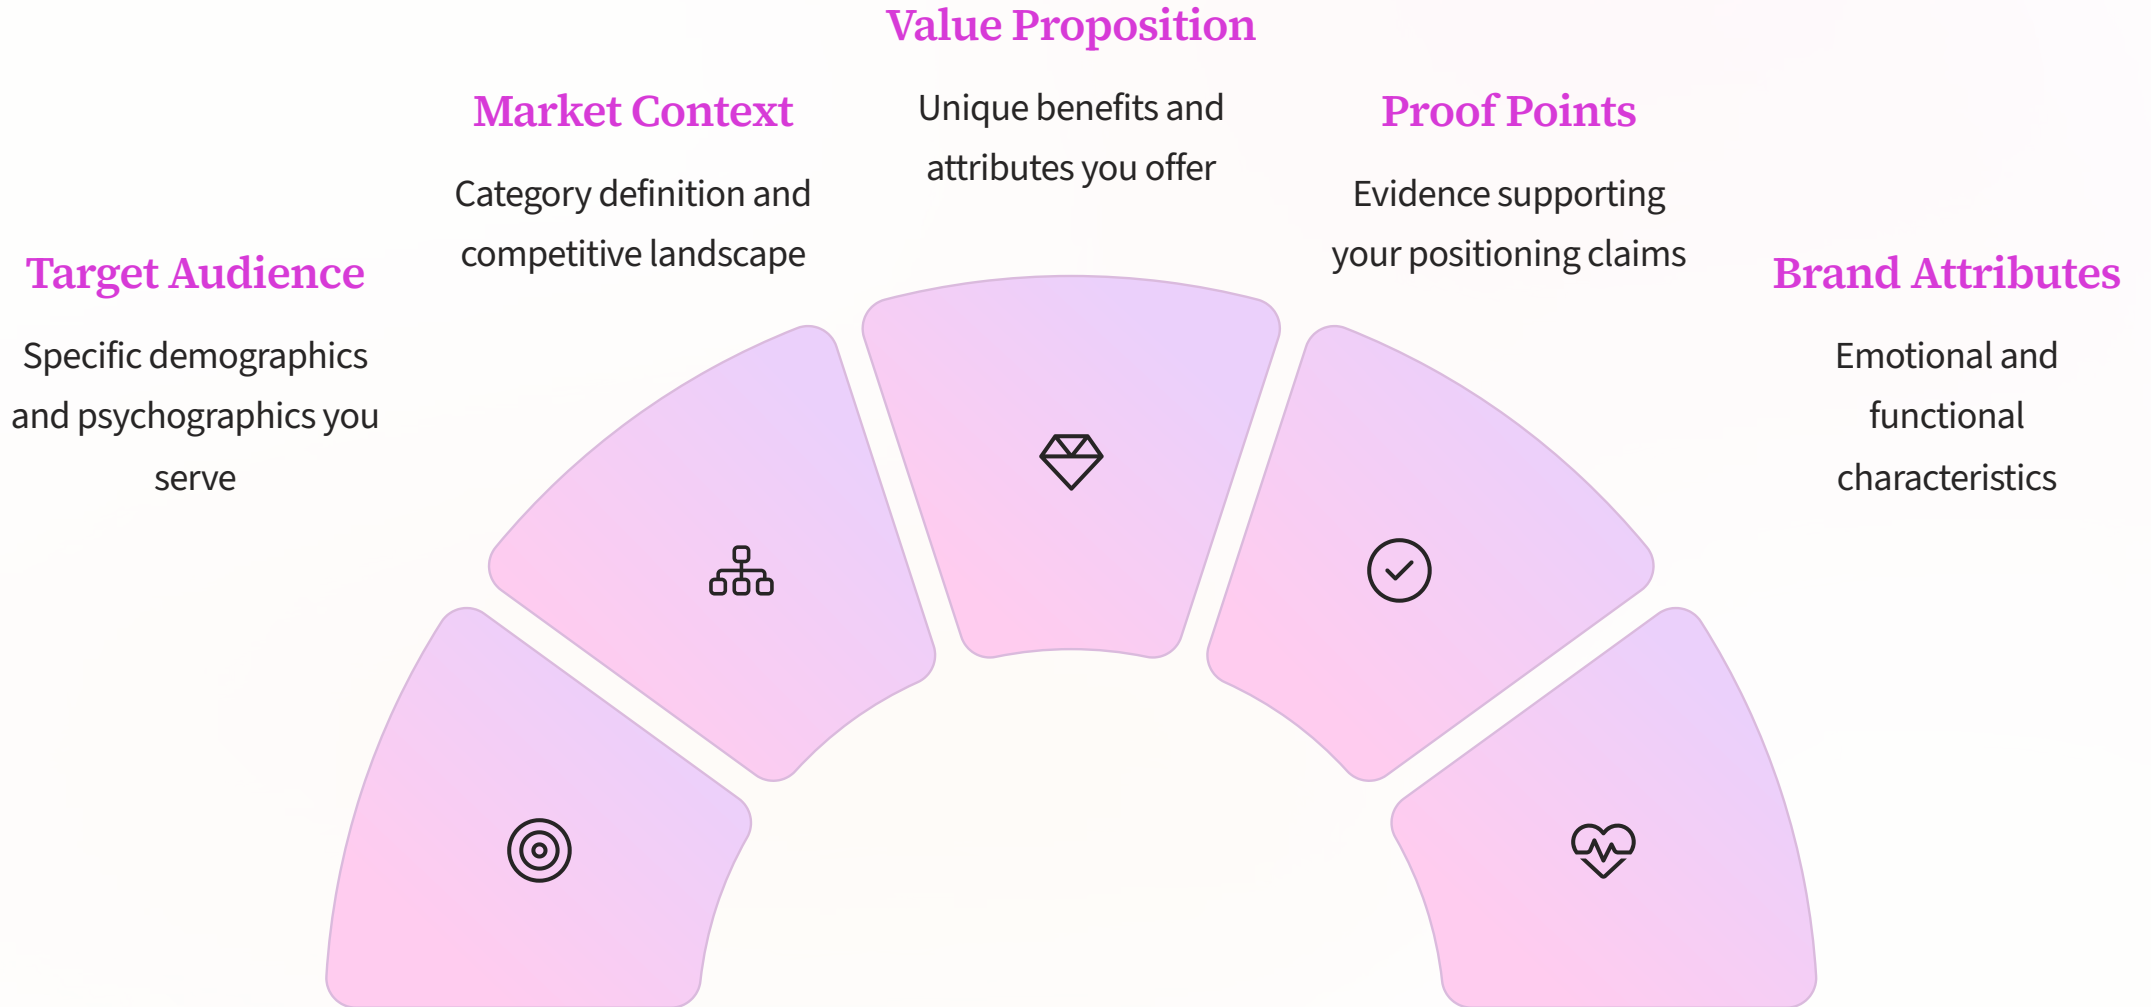 Target Audience
Specific demographics
and psychographics you
serve
Market Context
Category definition and
competitive landscape
Value Proposition
Unique benefits and
attributes you offer
Proof Points
Evidence supporting
your positioning claims
Brand Attributes
Emotional and
functional
characteristics